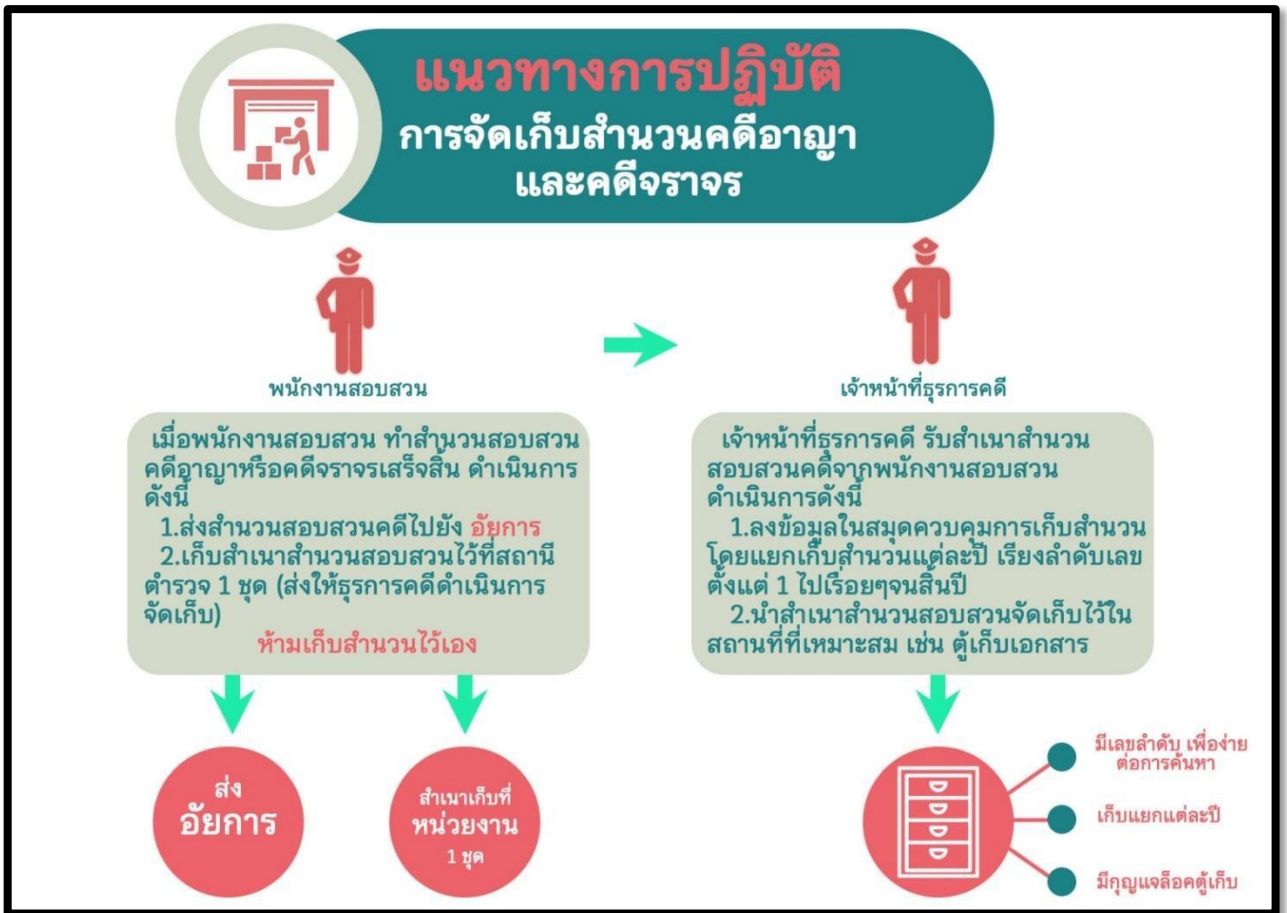 แนวทางการปฏิบัติ
การจัดเก็บสำนวนคดีอาญา
และคดีจราจร
พนักงานสอบสวน
เมื่อพนักงานสอบสวน ทำสำนวนสอบสวน
คดีอาญาหรือคดีจราจรเสร็จสิ้น ดำเนินการ
ดังนี้
1.ส่งสำนวนสอบสวนคดีไปยัง อัยการ
2.เก็บสำเนาสำนวนสอบสวนไว้ที่สถานี
ตำรวจ 1 ชุด (ส่งให้ธุรการคดีดำเนินการ
จัดเก็บ)
ห้ามเก็บสำนวนไว้เอง
ส่ง
อัยการ
สำเนาเก็บที่
หน่วยงาน
1 ชุด
เจ้าหน้าที่ธุรการคดี
เจ้าหน้าที่ธุรการคดี รับสำเนาสำนวน
สอบสวนคดีจากพนักงานสอบสวน
ดำเนินการดังนี้
1.ลงข้อมูลในสมุดควบคุมการเก็บสำนวน
โดยแยกเก็บสำนวนแต่ละปี เรียงลำดับเลข
ตั้งแต่ 1 ไปเรื่อยๆจนสิ้นปี
2.นำสำเนาสำนวนสอบสวนจัดเก็บไว้ใน
สถานที่ที่เหมาะสม เช่น ตู้เก็บเอกสาร
มีเลขลำดับ เพื่อง่าย
ต่อการค้นหา
เก็บแยกแต่ละปี
มีกุญแจล็อคตู้เก็บ